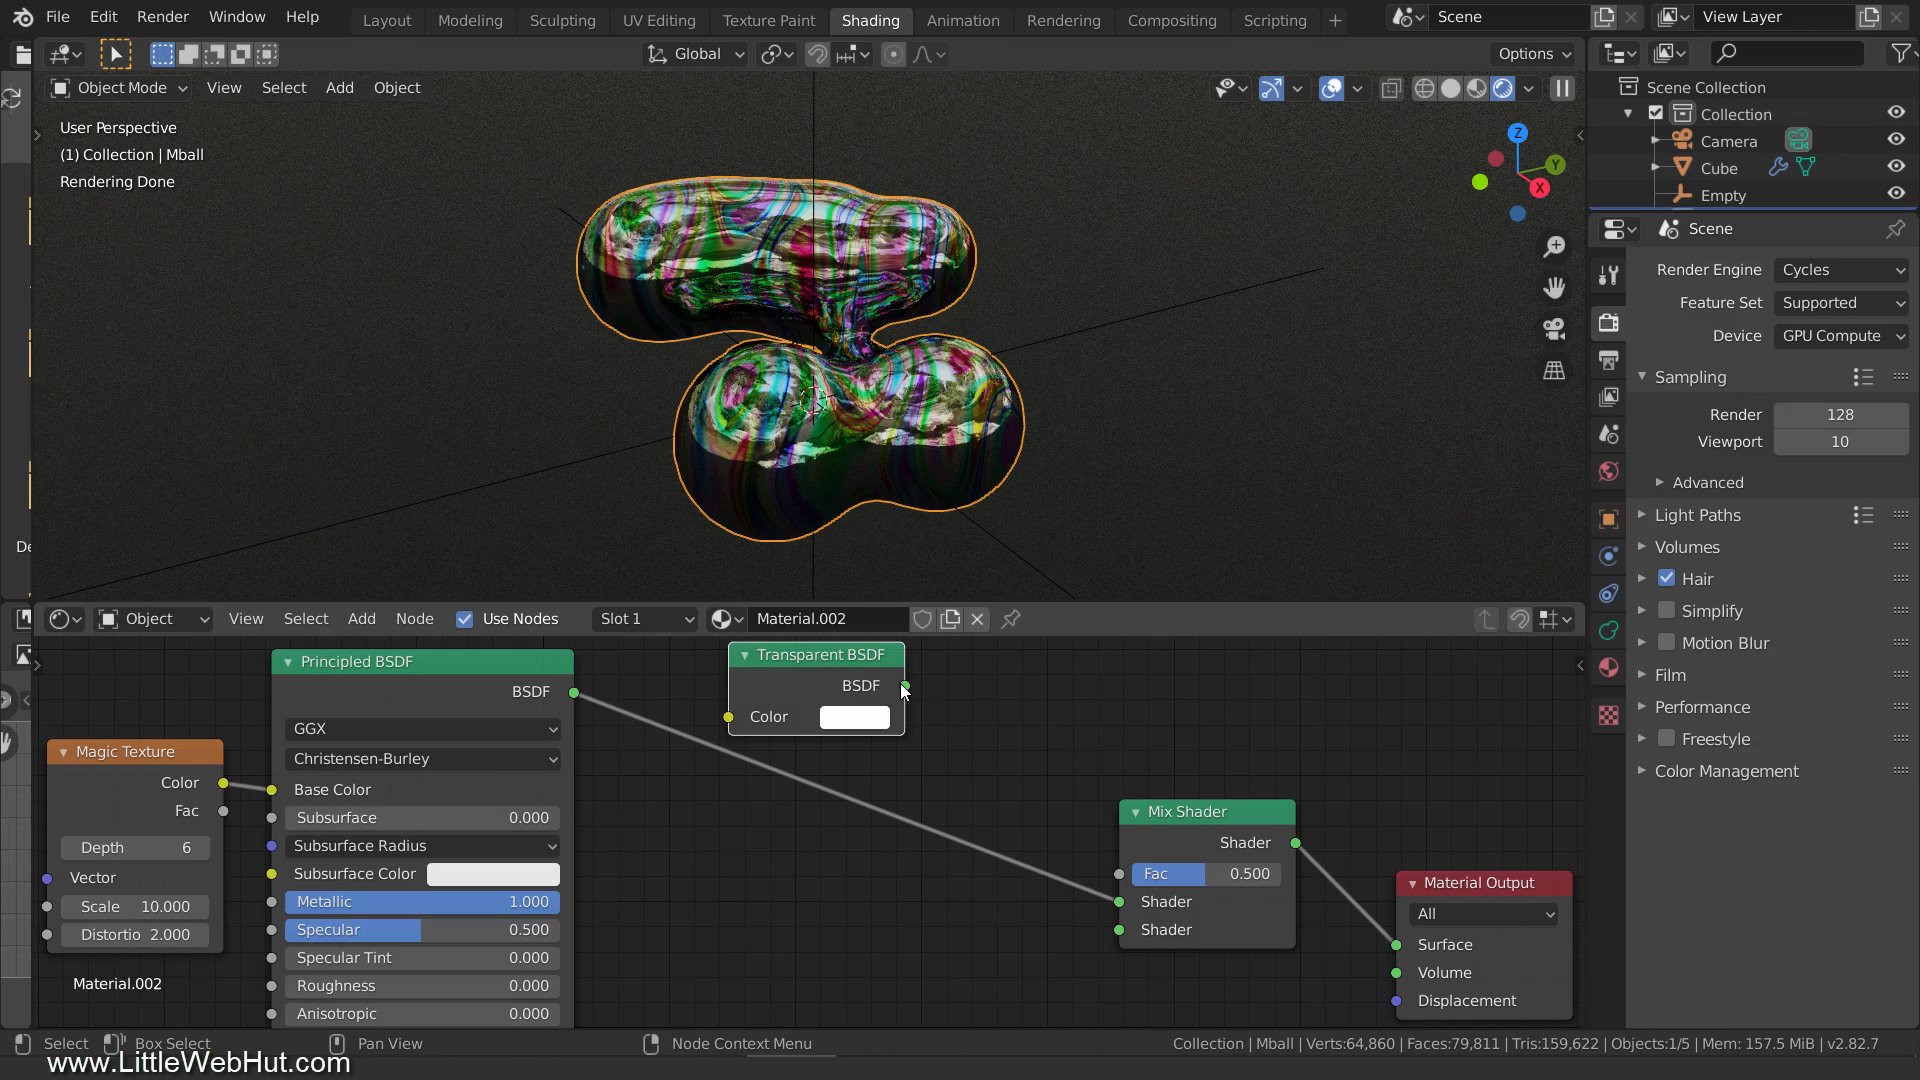 File Edit Render Window Help
Layout Modeling Sculpting UV Editing Texture Paint Shading Animation Rendering Compositing Scripting
Scene
View Layer
Global
Options
Object Mode View Select Add Object
User Perspective
(1) Collection | Mball
Rendering Done
Z
Y
X
Scene Collection
Collection
Camera
Cube
Empty
Scene
Render Engine Cycles
Feature Set Supported
Device GPU Compute
Sampling
Render 128
Viewport 10
Advanced
Light Paths
Volumes
Hair
Simplify
Motion Blur
Film
Performance
Freestyle
Color Management
De
Object View Select Add Node Use Nodes Slot 1 Material.002
Magic Texture
Color
Fac
Depth 6
Vector
Scale 10.000
Distortio 2.000
Material.002
Principled BSDF
BSDF
GGX
Christensen-Burley
Base Color
Subsurface 0.000
Subsurface Radius
Subsurface Color
Metallic 1.000
Specular 0.500
Specular Tint 0.000
Roughness 0.000
Anisotropic 0.000
Transparent BSDF
BSDF
Color
Mix Shader
Shader
Fac 0.500
Shader
Shader
Material Output
All
Surface
Volume
Displacement
Select Box Select Pan View Node Context Menu
Collection | Mball | Verts:64,860 | Faces:79,811 | Tris:159,622 | Objects:1/5 | Mem: 157.5 MiB | v2.82.7
www.LittleWebHut.com